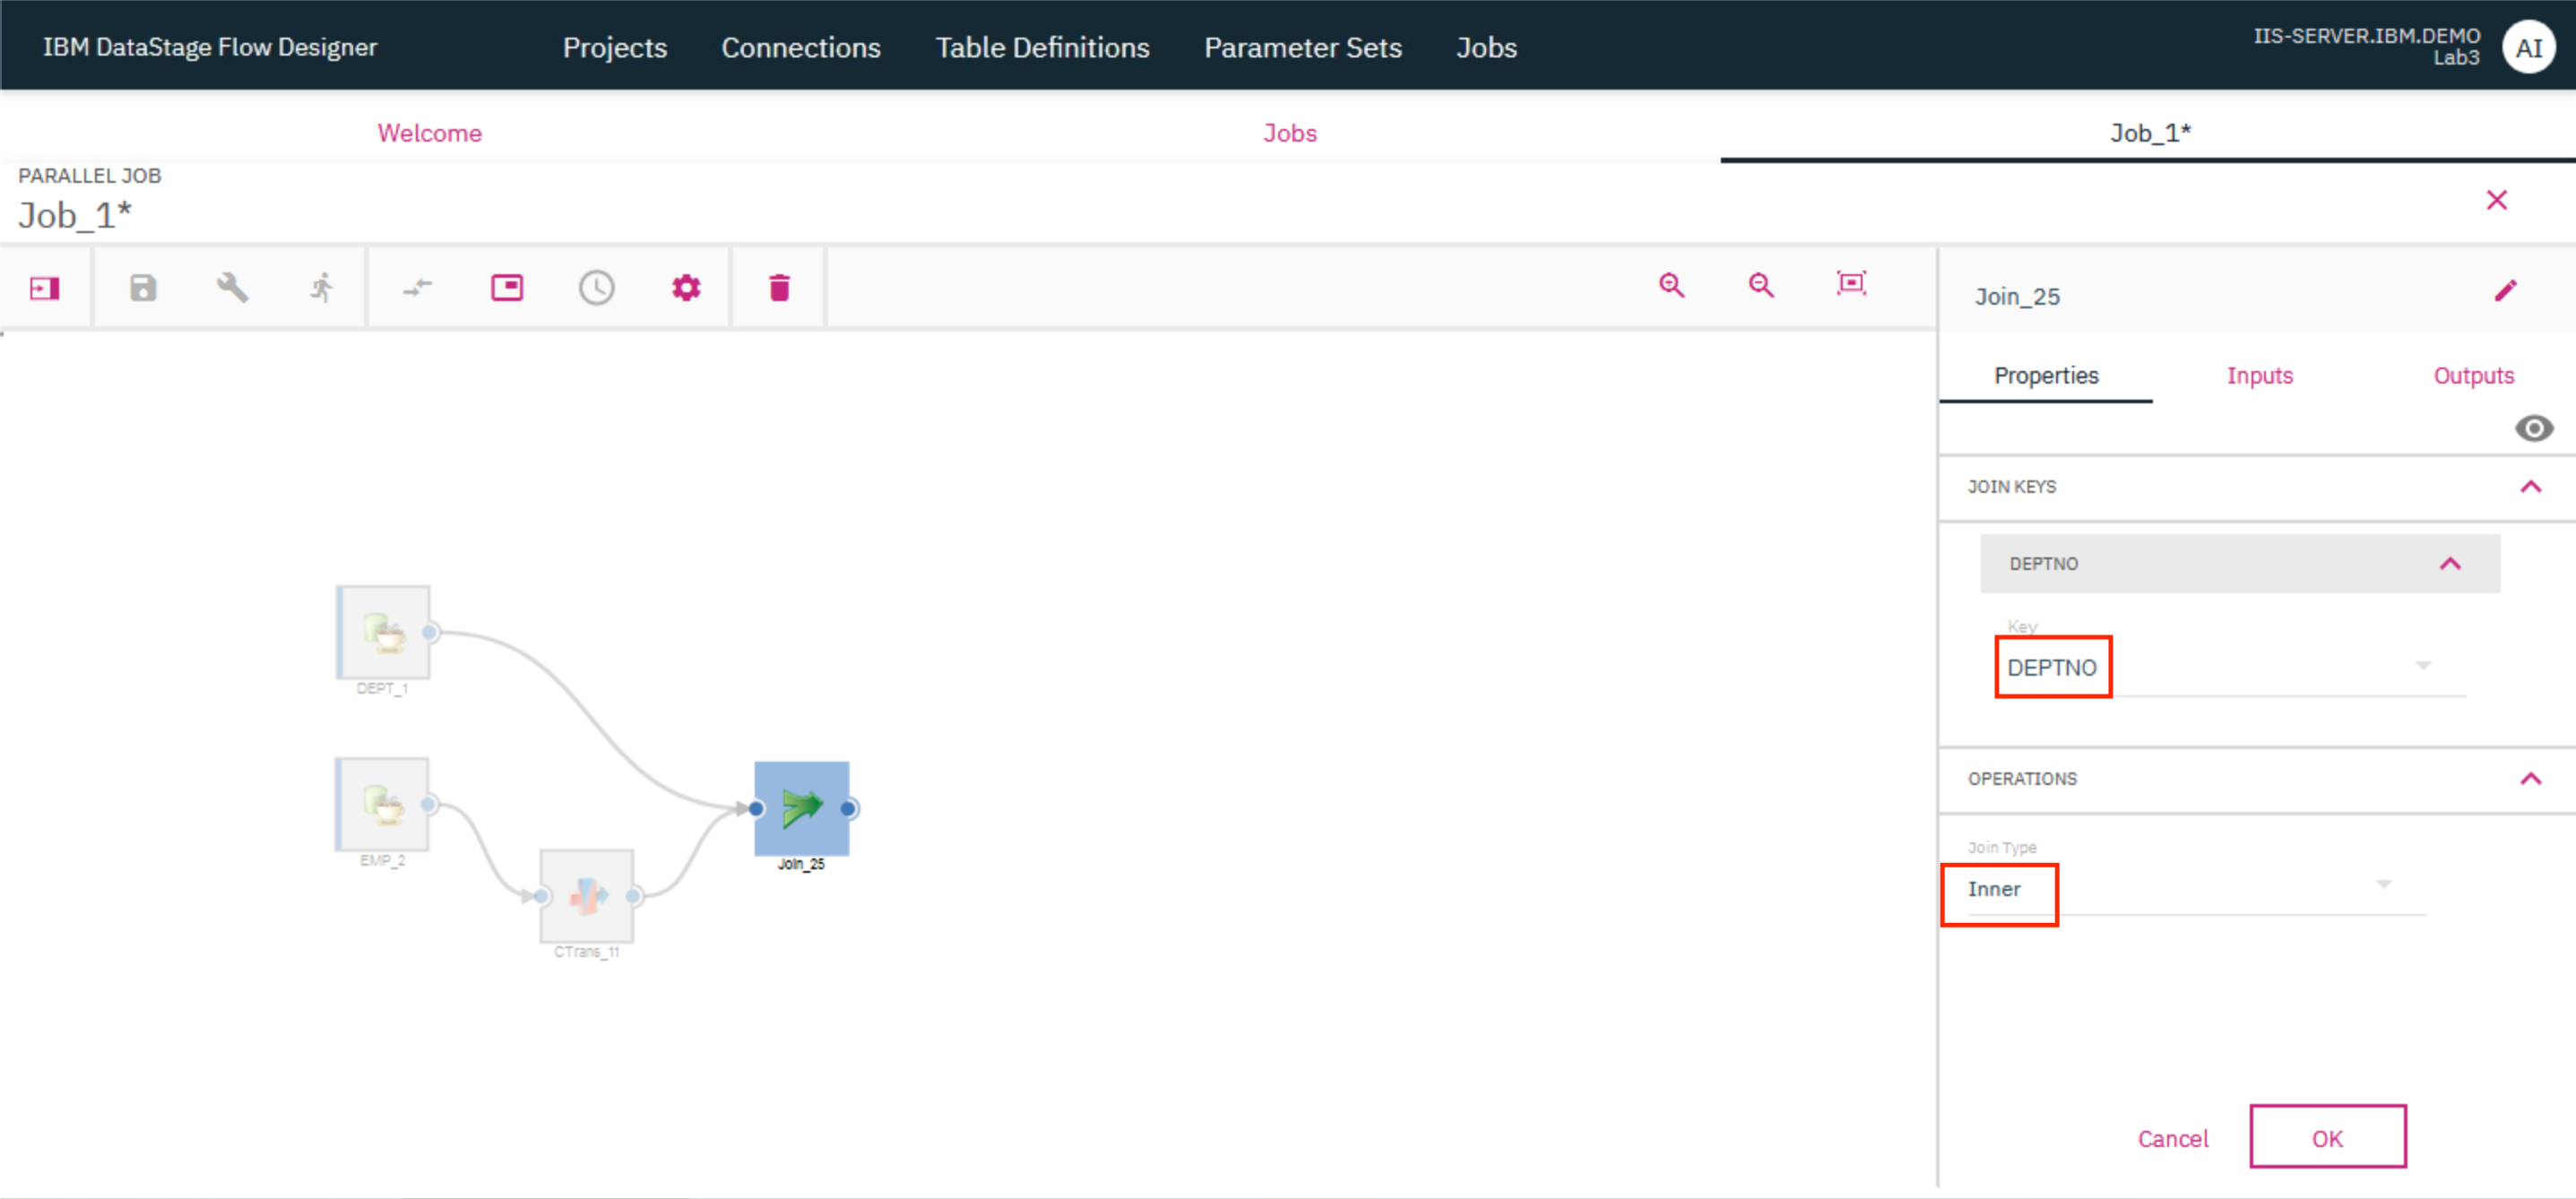 IBM DataStage Flow Designer
Projects
Connections
Table Definitions
Parameter Sets
Jobs
IIS-SERVER.IBM.DEMO
Lab3
AI
Welcome
Jobs
Job_1*
PARALLEL JOB
Job_1*
Join_25
Properties
Inputs
Outputs
JOIN KEYS
DEPTNO
Key
DEPTNO
OPERATIONS
Join Type
Inner
Cancel
OK
DEPT_1
EMP_2
CTrans_11
Join_25